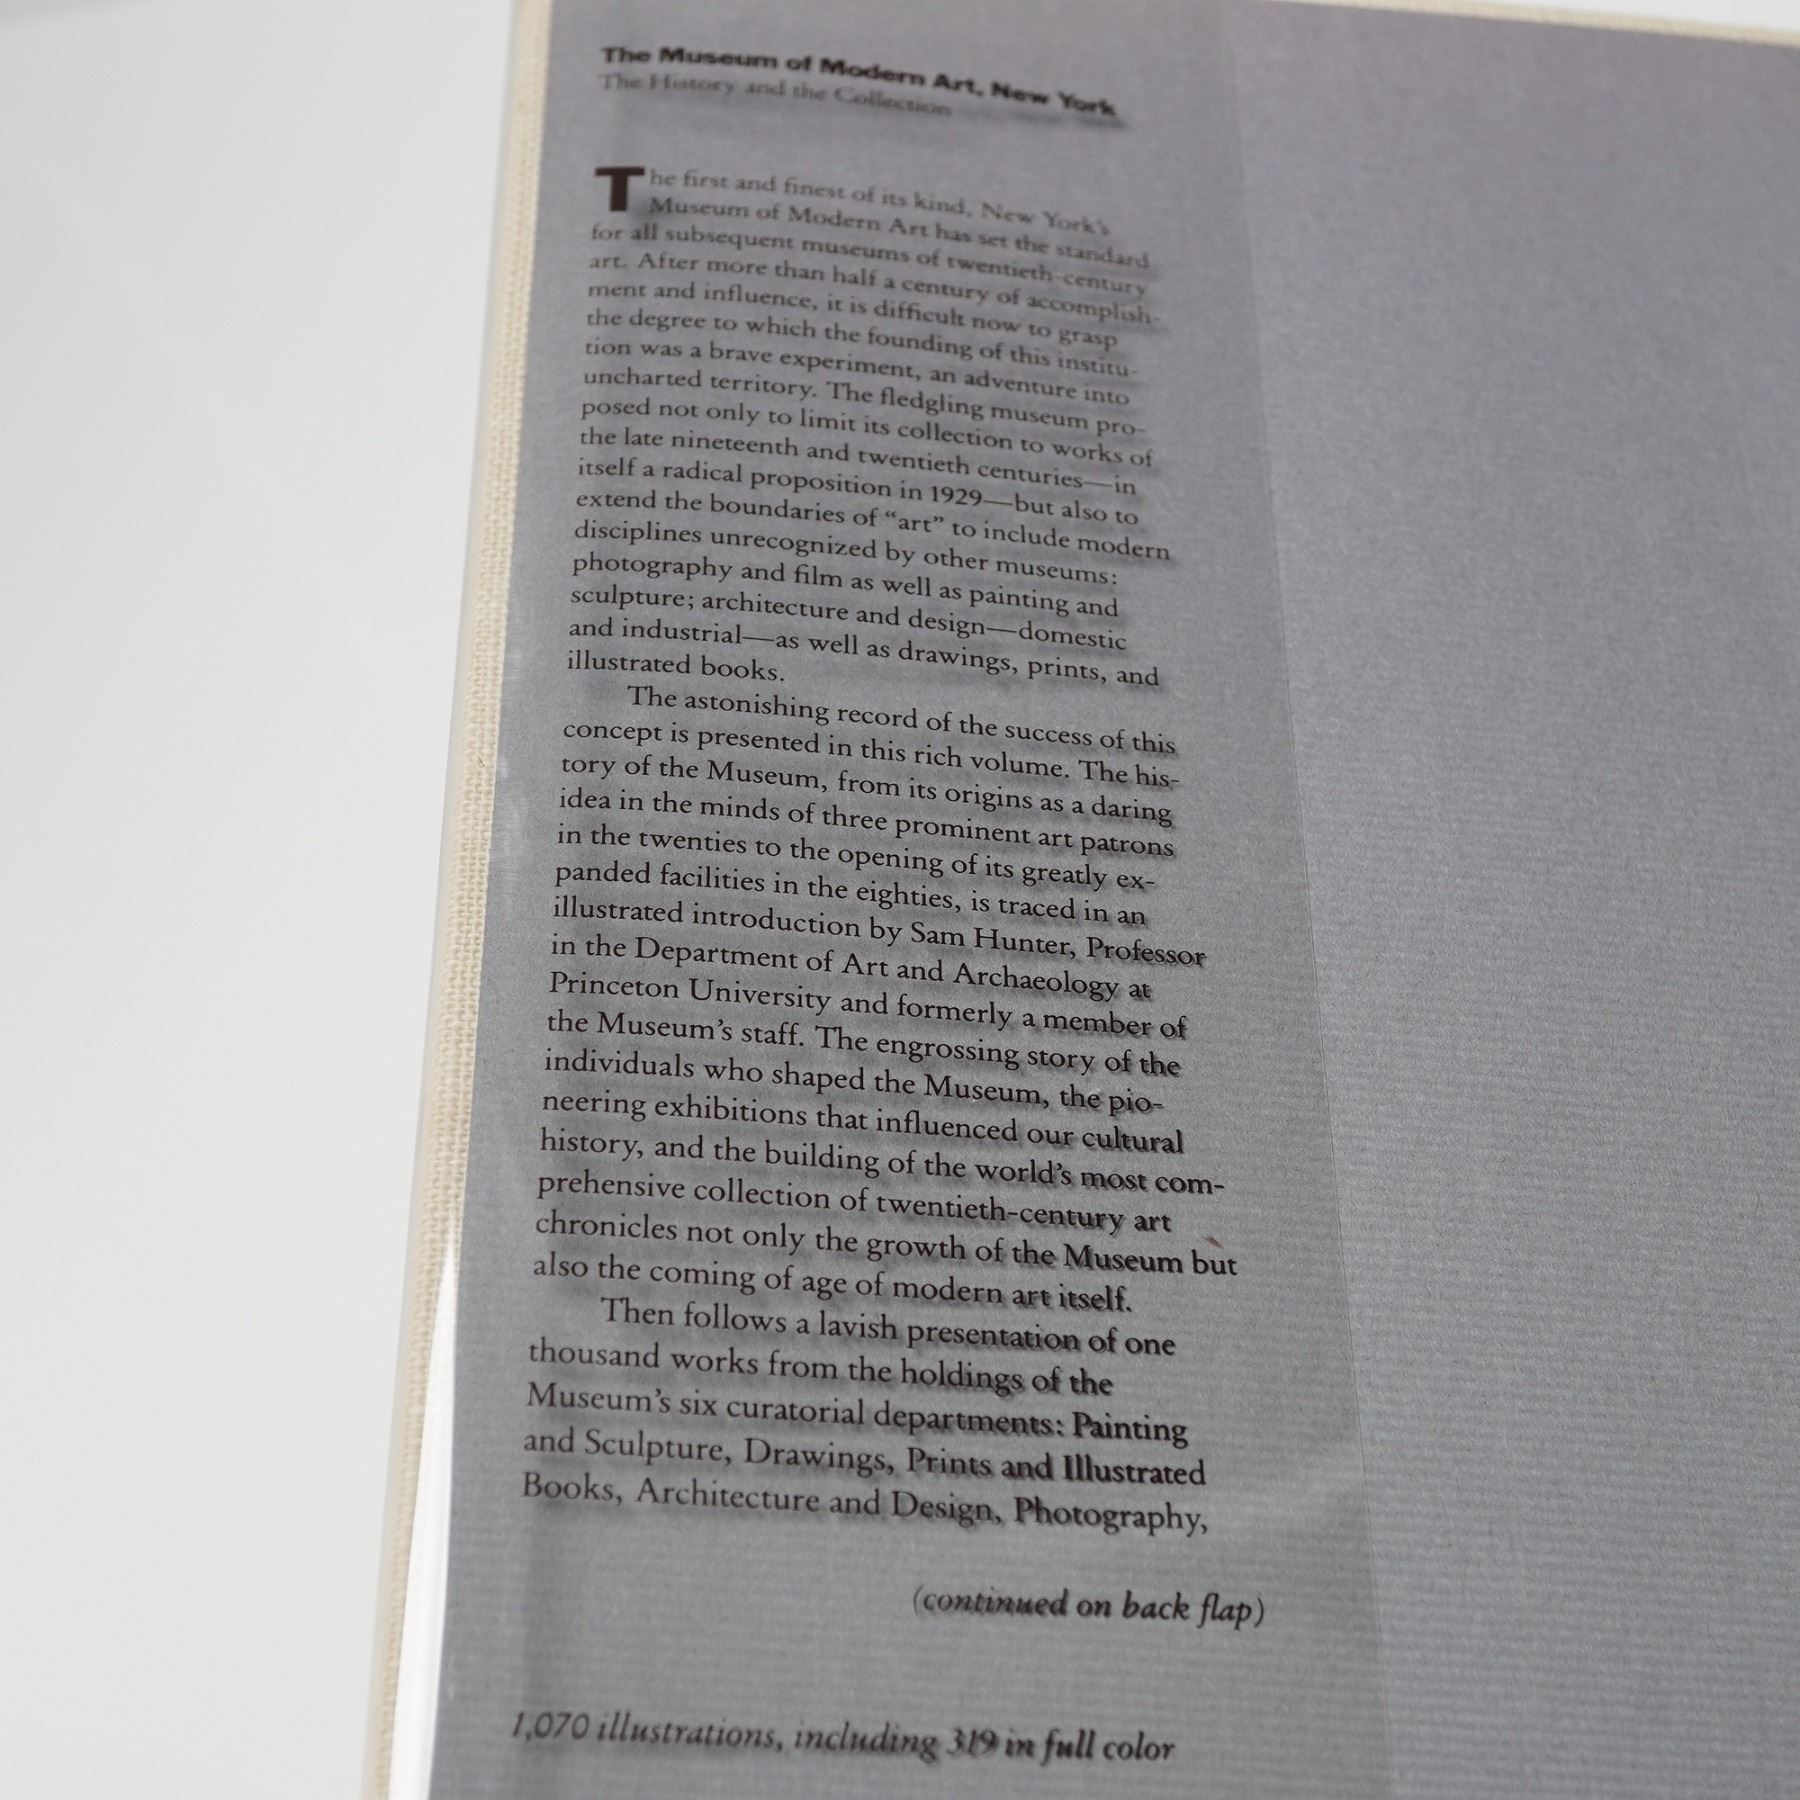 The Museum of Modern Art, New York
The History and the Collection
The first and finest of its kind, New York's
Museum of Modern Art has set the standard
for all subsequent museums of twentieth-century
art. After more than half a century of accomplish-
ment and influence, it is difficult now to grasp
the degree to which the founding of this institu-
tion was a brave experiment, an adventure into
uncharted territory. The fledgling museum pro-
posed not only to limit its collection to works of
the late nineteenth and twentieth centuries—in
itself a radical proposition in 1929—but also to
extend the boundaries of “art” to include modern
disciplines unrecognized by other museums:
photography and film as well as painting and
sculpture; architecture and design—domestic
and industrial—as well as drawings, prints, and
illustrated books.
The astonishing record of the success of this
concept is presented in this rich volume. The his-
tory of the Museum, from its origins as a daring
idea in the minds of three prominent art patrons
in the twenties to the opening of its greatly ex-
panded facilities in the eighties, is traced in an
illustrated introduction by Sam Hunter, Professor
in the Department of Art and Archaeology at
Princeton University and formerly a member of
the Museum's staff. The engrossing story of the
individuals who shaped the Museum, the pio-
neering exhibitions that influenced our cultural
history, and the building of the world's most com-
prehensive collection of twentieth-century art
chronicles not only the growth of the Museum but
also the coming of age of modern art itself.
Then follows a lavish presentation of one
thousand works from the holdings of the
Museum's six curatorial departments: Painting
and Sculpture, Drawings, Prints and Illustrated
Books, Architecture and Design, Photography,
(continued on back flap)
1,070 illustrations, including 319 in full color